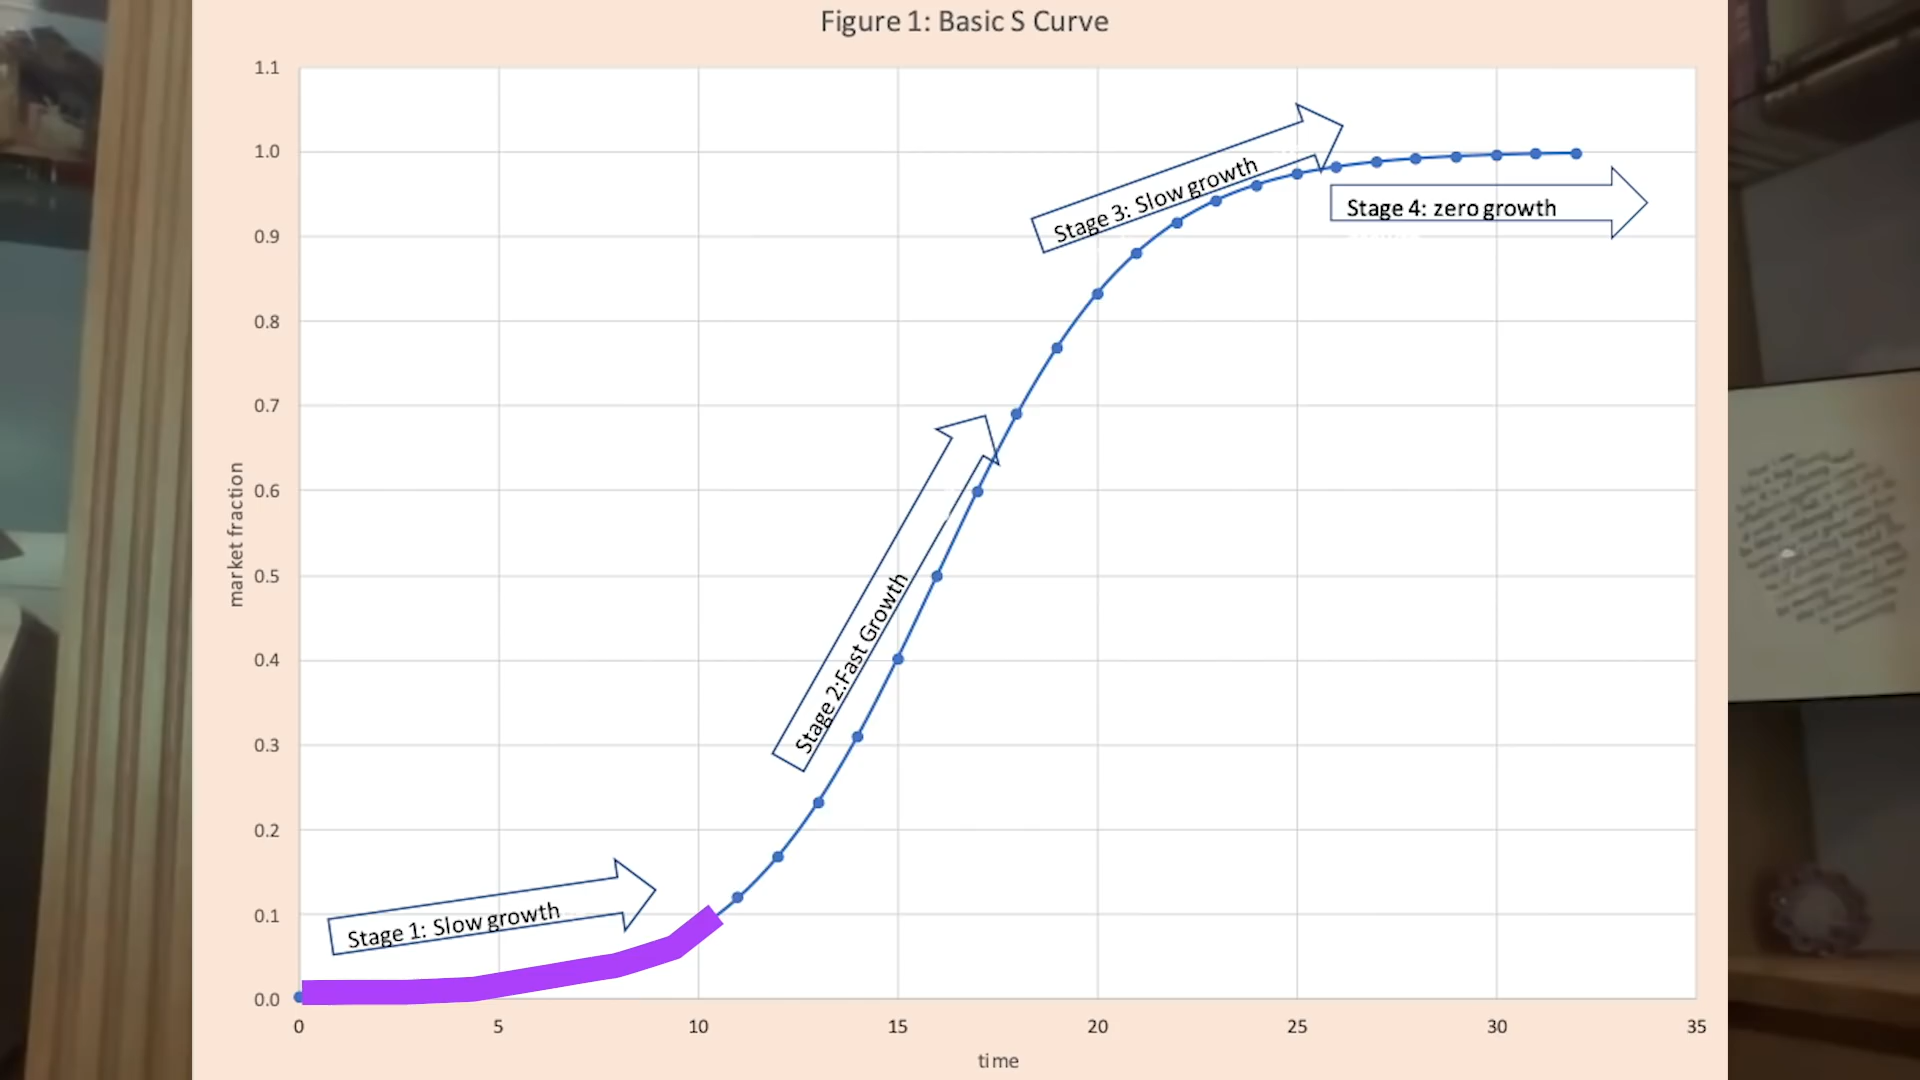 Figure 1: Basic S Curve
1.1
1.0
0.9
0.8
0.7
0.6
0.5
0.4
0.3
0.2
0.1
0.0
market fraction
Stage 3: Slow growth
Stage 4: zero growth
Stage 2:Fast Growth
Stage 1: Slow growth
0 5 10 15 20 25 30 35
time